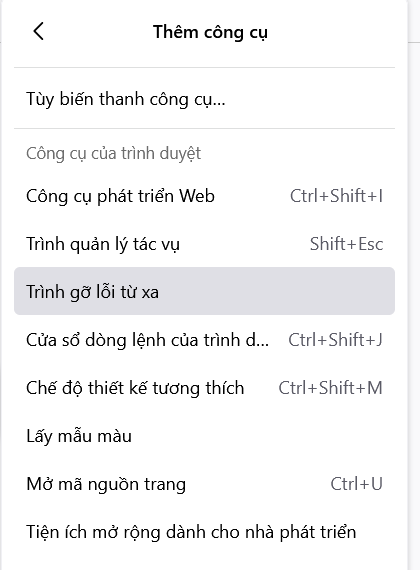 Thêm công cụ
Tùy biến thanh công cụ...
Công cụ của trình duyệt
Công cụ phát triển Web Ctrl+Shift+I
Trình quản lý tác vụ Shift+Esc
Trình gỡ lỗi từ xa
Cửa sổ dòng lệnh của trình d... Ctrl+Shift+J
Chế độ thiết kế tương thích Ctrl+Shift+M
Lấy mẫu màu
Mở mã nguồn trang Ctrl+U
Tiện ích mở rộng dành cho nhà phát triển